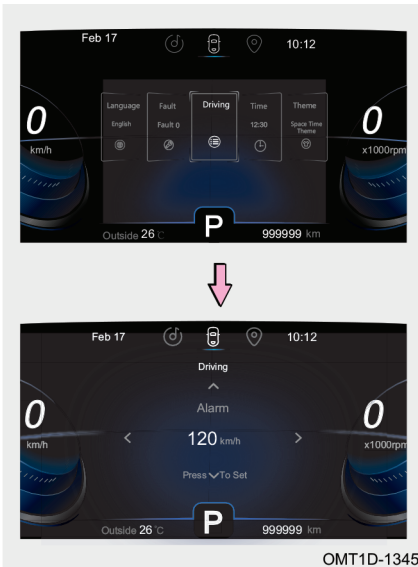 Feb 17 10:12
Language Fault Driving Time Theme
English Fault 0 12:30 Space Time
Theme
0 0
km/h x1000rpm
P
Outside 26℃ 999999 km
Feb 17 10:12
Driving
Alarm
0 0
< 120 km/h >
km/h x1000rpm
Press To Set
P
Outside 26℃ 999999 km
OMT1D-1345